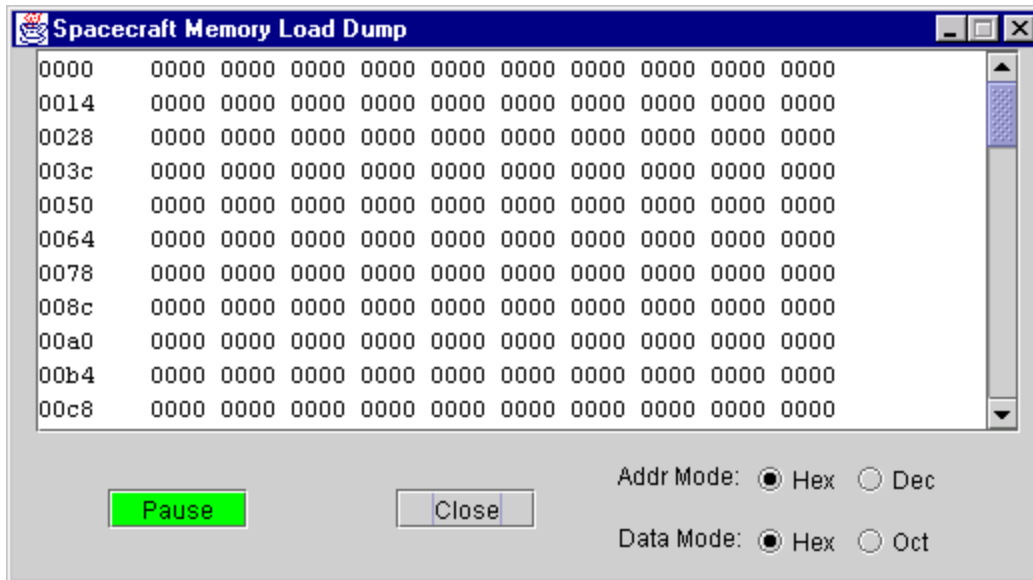 Spacecraft Memory Load Dump
0000 0000 0000 0000 0000 0000 0000 0000 0000 0000 0000
0014 0000 0000 0000 0000 0000 0000 0000 0000 0000 0000
0028 0000 0000 0000 0000 0000 0000 0000 0000 0000 0000
003c 0000 0000 0000 0000 0000 0000 0000 0000 0000 0000
0050 0000 0000 0000 0000 0000 0000 0000 0000 0000 0000
0064 0000 0000 0000 0000 0000 0000 0000 0000 0000 0000
0078 0000 0000 0000 0000 0000 0000 0000 0000 0000 0000
008c 0000 0000 0000 0000 0000 0000 0000 0000 0000 0000
00a0 0000 0000 0000 0000 0000 0000 0000 0000 0000 0000
00b4 0000 0000 0000 0000 0000 0000 0000 0000 0000 0000
00c8 0000 0000 0000 0000 0000 0000 0000 0000 0000 0000
Addr Mode: Hex Dec
Pause Close
Data Mode: Hex Oct